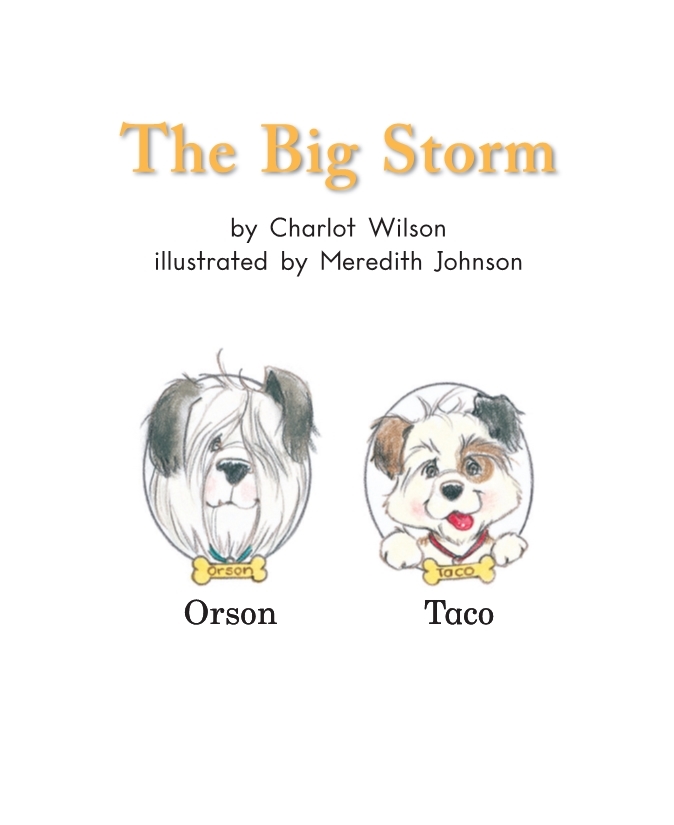 The Big Storm
by Charlot Wilson
illustrated by Meredith Johnson
Orson
Taco
Orson
Taco